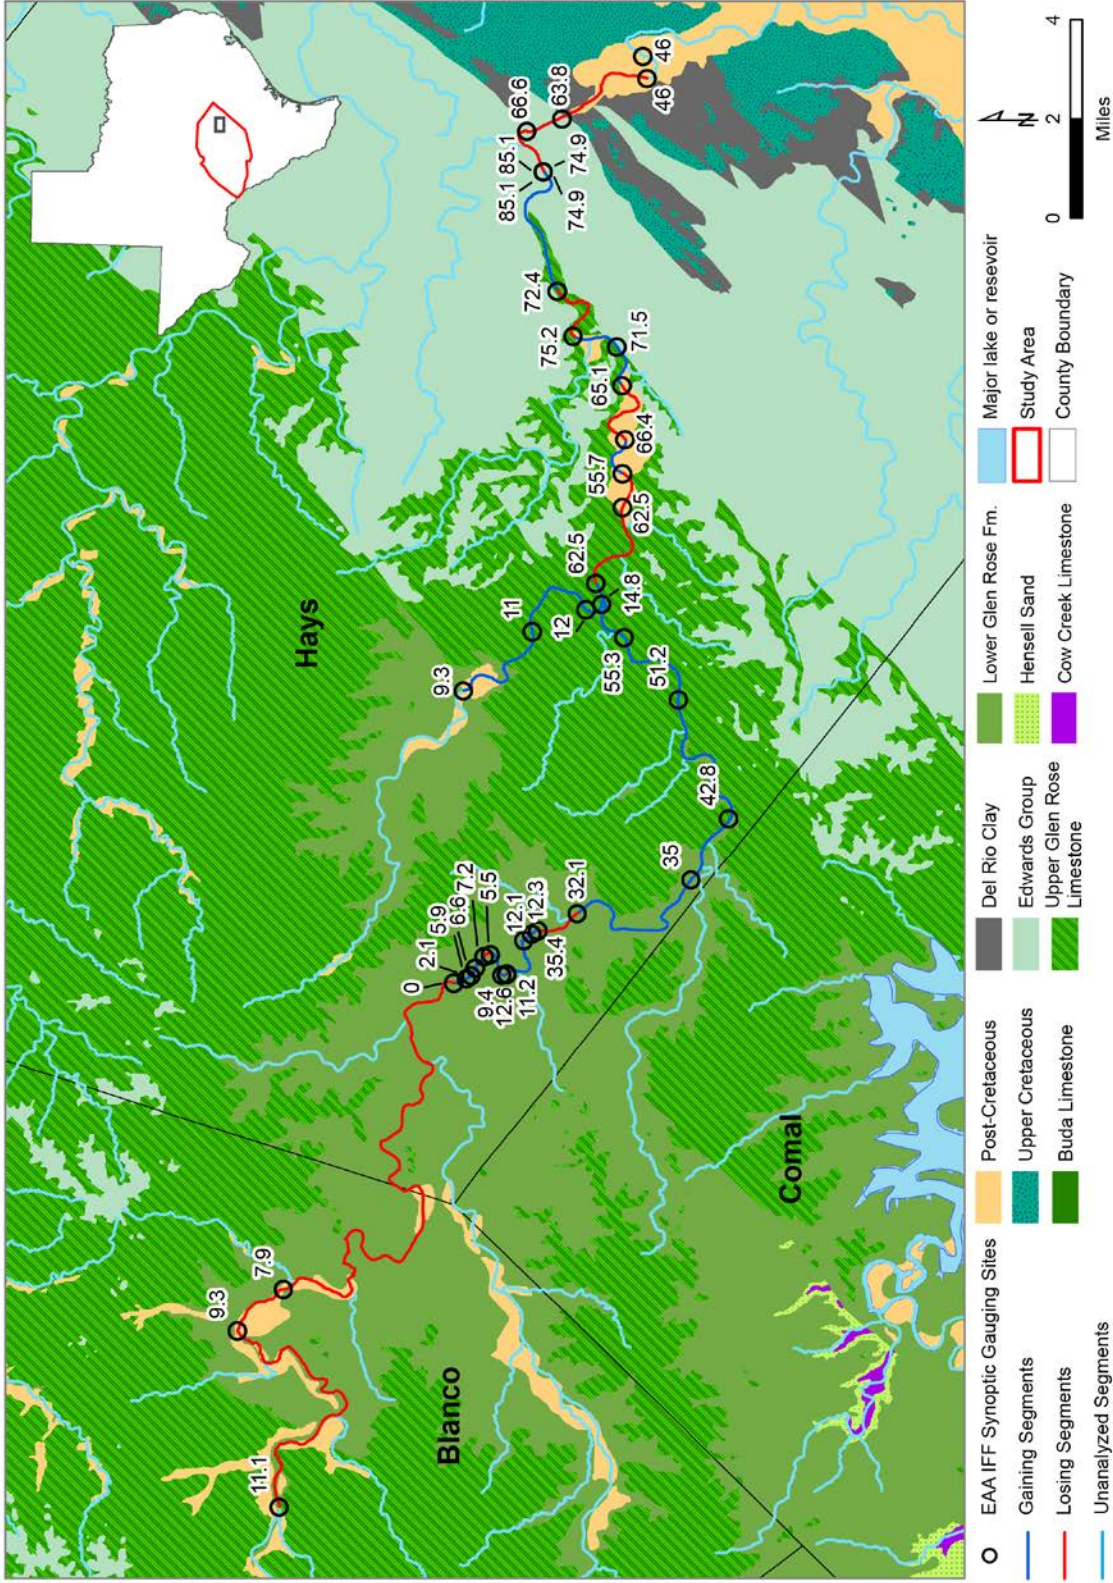 Blanco
Hays
Comal
11.1
9.3
7.9
0
2.1
5.9
6.6
7.2
5.5
9.4
12.6
11.2
12.1
12.3
35.4
32.1
35
42.8
51.2
55.3
9.3
11
12
14.8
62.5
62.5
55.7
66.4
65.1
71.5
75.2
72.4
85.1
85.1
74.9
74.9
66.6
63.8
46
46
N
EAA IFF Synoptic Gauging Sites
Gaining Segments
Losing Segments
Unanalyzed Segments
Post-Cretaceous
Upper Cretaceous
Buda Limestone
Del Rio Clay
Edwards Group
Upper Glen Rose
Limestone
Lower Glen Rose Fm.
Hensell Sand
Cow Creek Limestone
Major lake or resevoir
Study Area
County Boundary
0
2
4
Miles